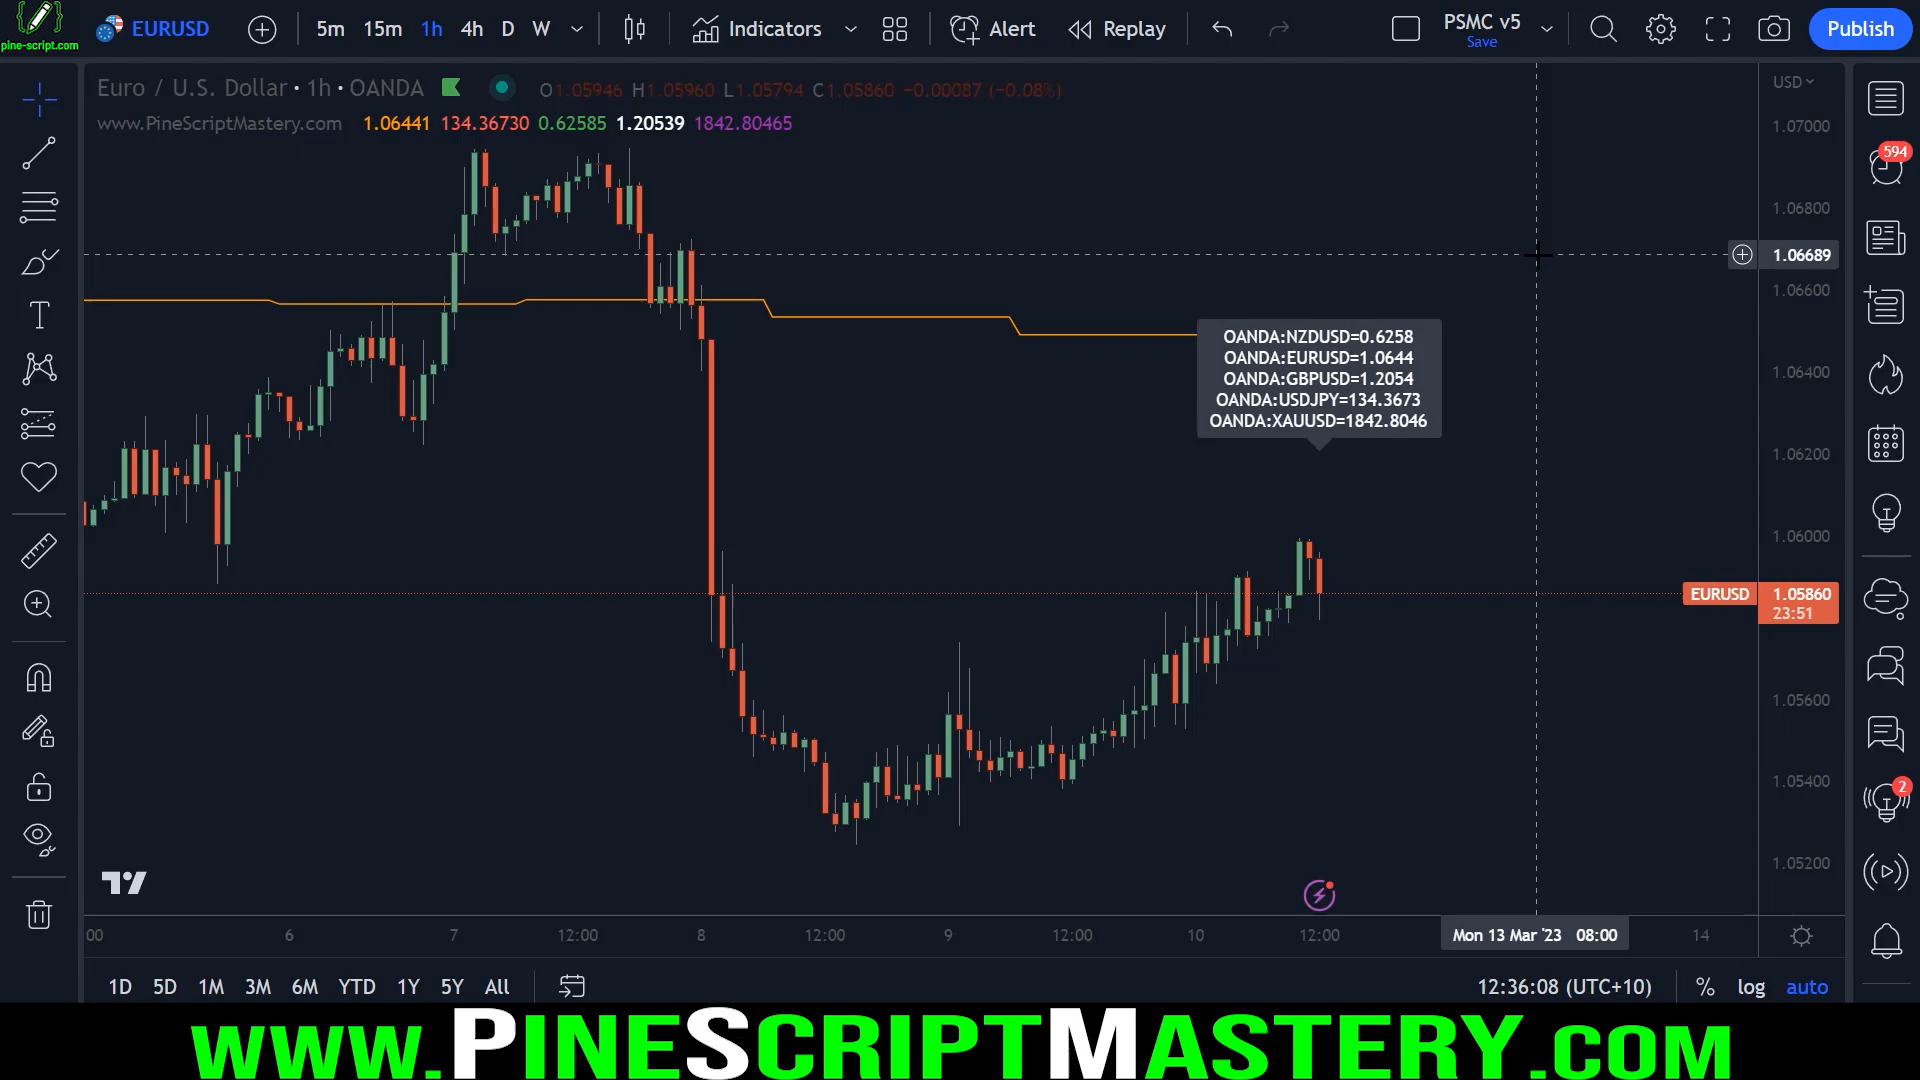 pine-script.com
EURUSD
5m 15m 1h 4h D W
Indicators
Alert
Replay
PSMC v5
Save
Publish
Euro / U.S. Dollar • 1h • OANDA
O1.05946 H1.05960 L1.05794 C1.05860 −0.00087 (−0.08%)
USD
www.PineScriptMastery.com 1.06441 134.36730 0.62585 1.20539 1842.80465
1.07000
594
1.06800
1.06689
1.06600
OANDA:NZDUSD=0.6258
OANDA:EURUSD=1.0644
OANDA:GBPUSD=1.2054
OANDA:USDJPY=134.3673
OANDA:XAUUSD=1842.8046
1.06400
1.06200
1.06000
EURUSD 1.05860
23:51
1.05600
1.05400
2
1.05200
00 6 7 12:00 8 12:00 9 12:00 10 12:00 Mon 13 Mar '23 08:00 14
1D 5D 1M 3M 6M YTD 1Y 5Y All
12:36:08 (UTC+10) % log auto
www.PineScriptMastery.com